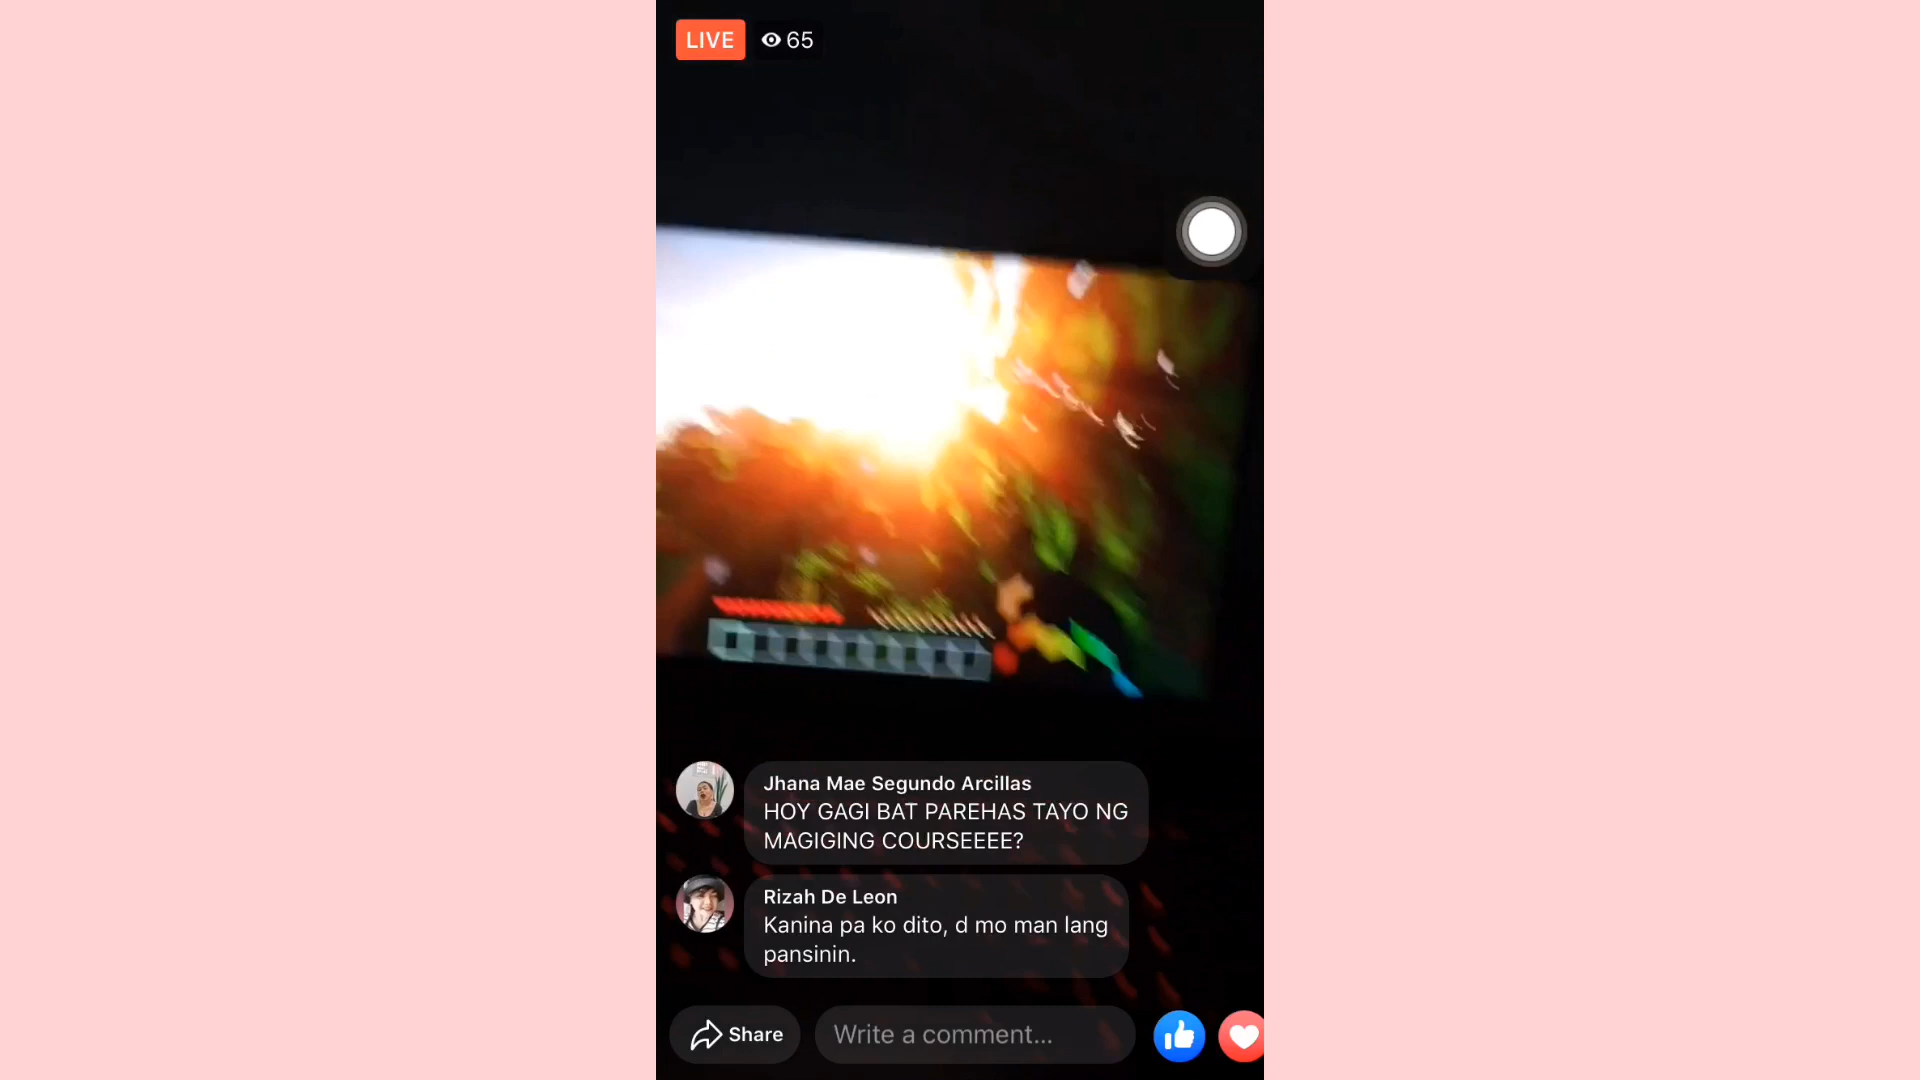 LIVE 65
Jhana Mae Segundo Arcillas
HOY GAGI BAT PAREHAS TAYO NG
MAGIGING COURSEEEE?
Rizah De Leon
Kanina pa ko dito, d mo man lang
pansinin.
Share
Write a comment...